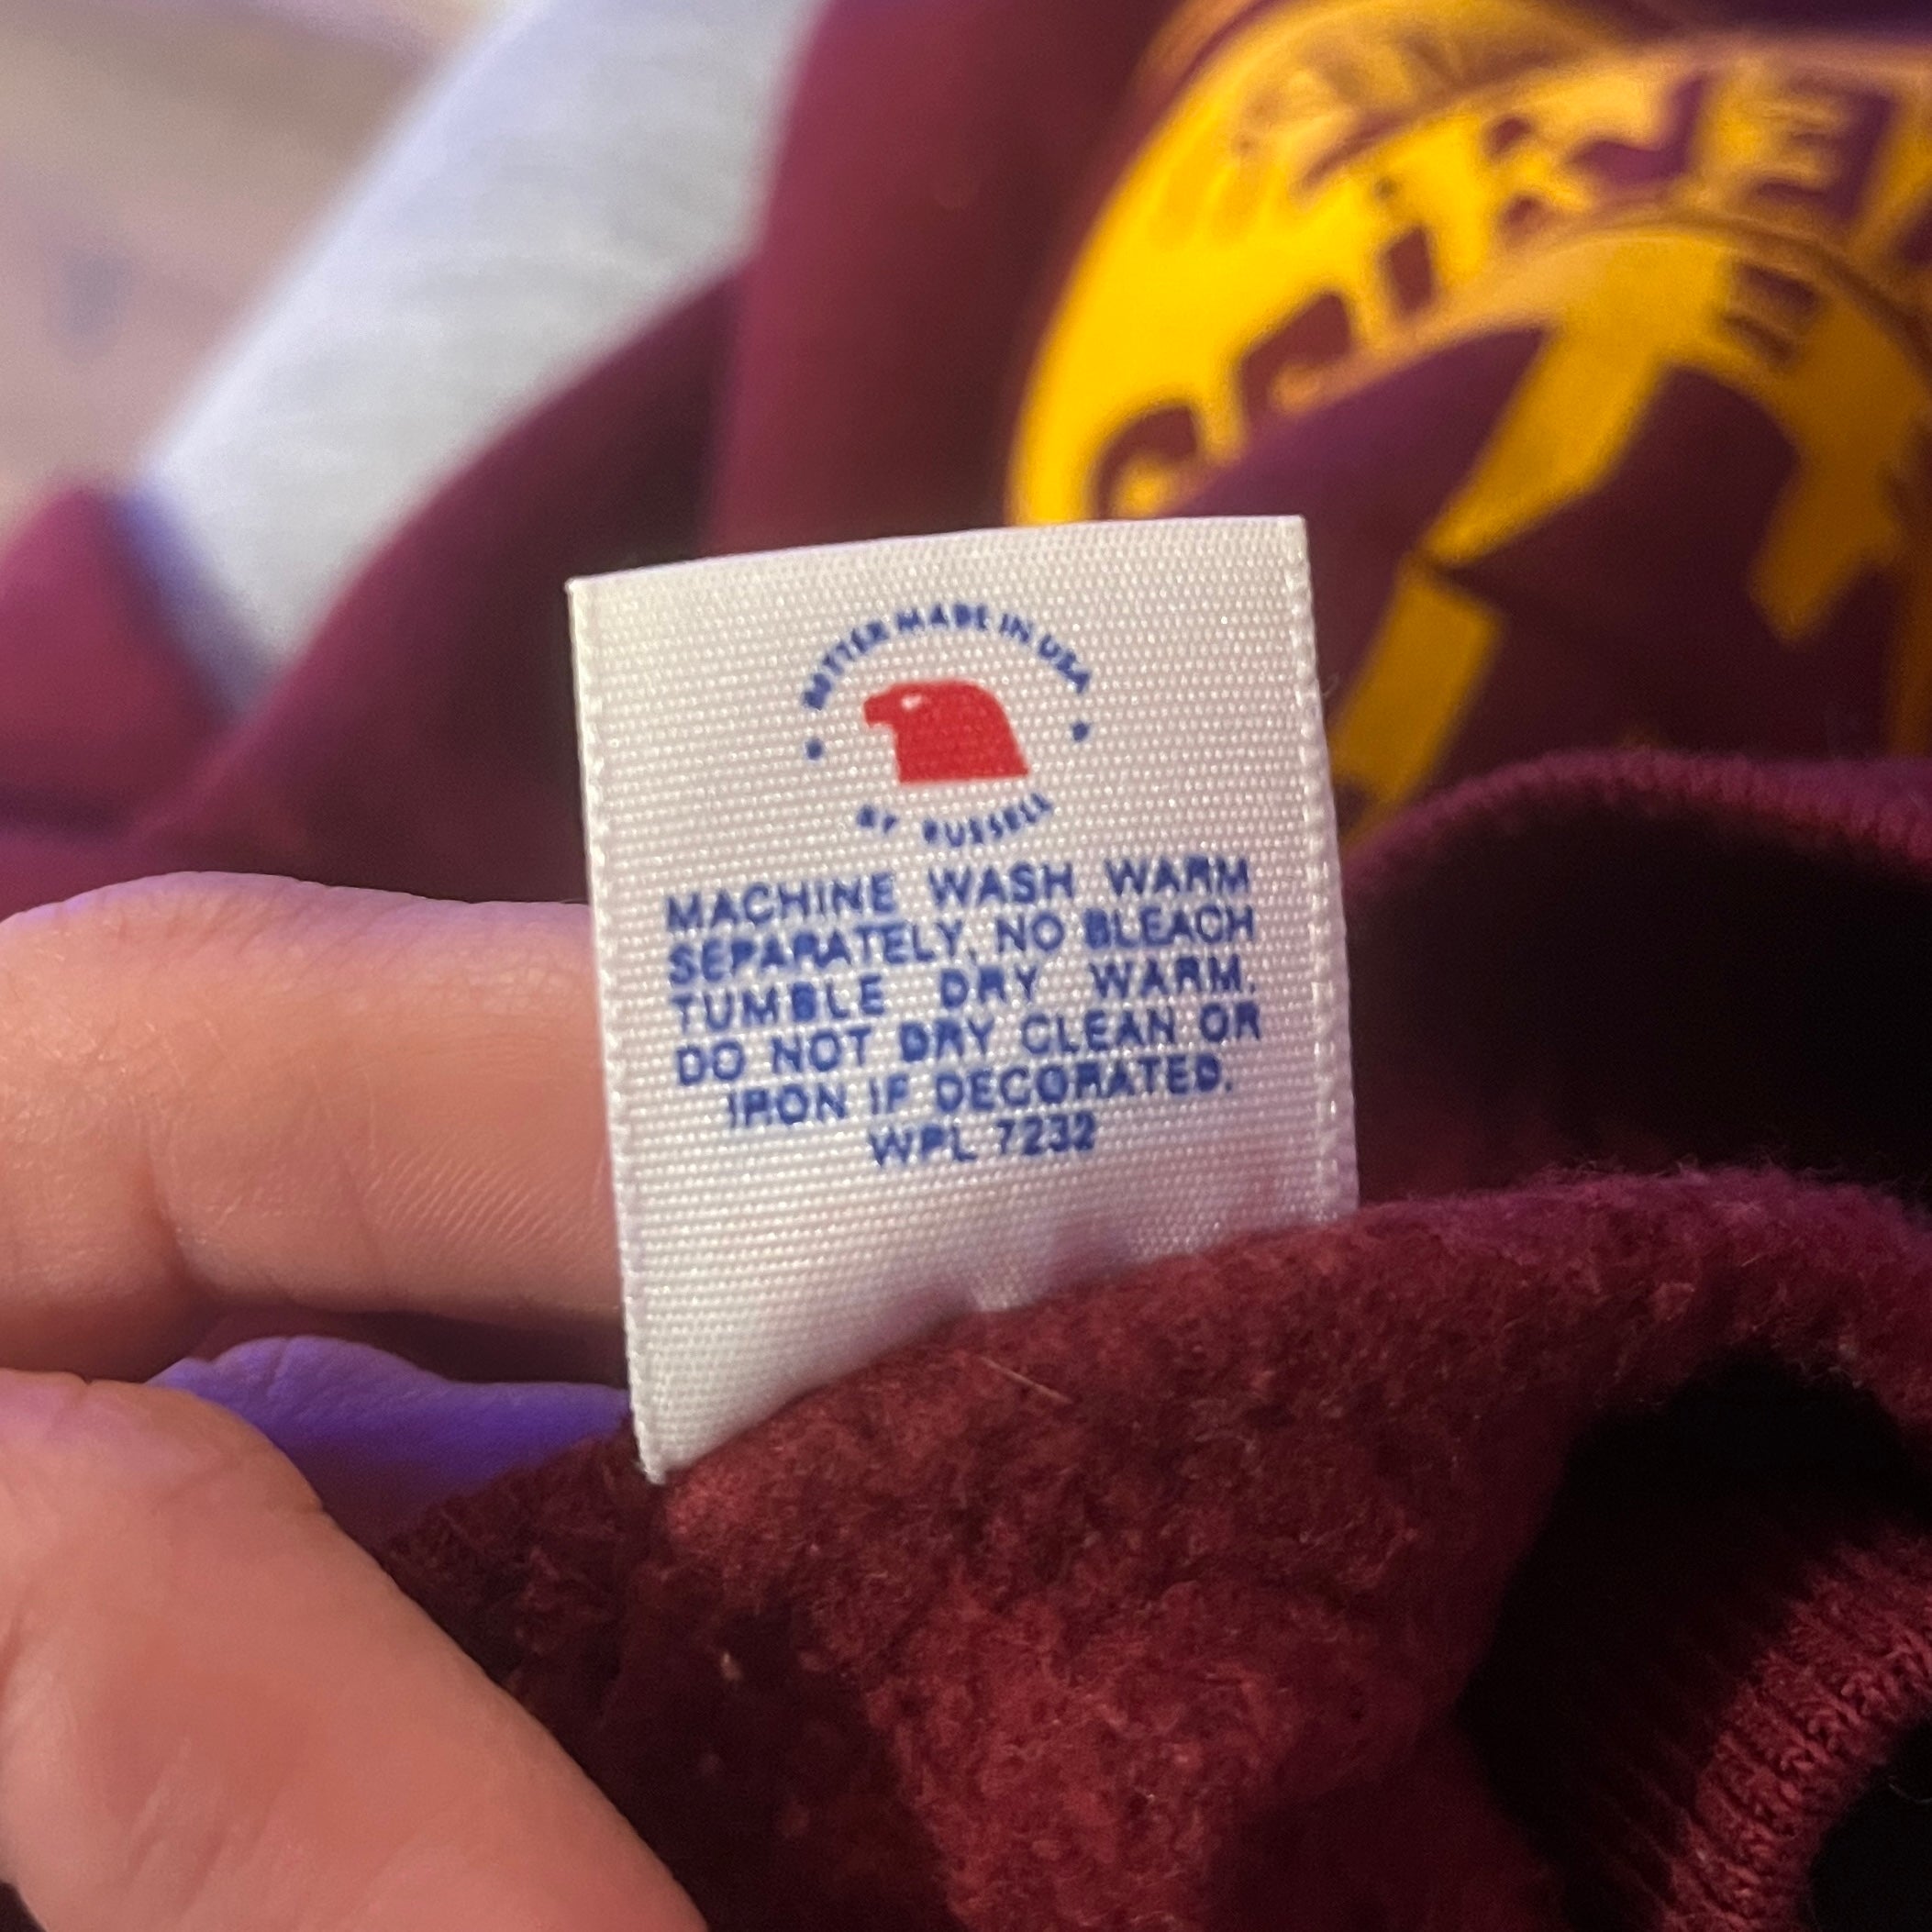 BETTER MADE IN USA
BY RUSSELL
MACHINE WASH WARM
SEPARATELY, NO BLEACH
TUMBLE DRY WARM.
DO NOT DRY CLEAN OR
IRON IF DECORATED.
WPL 7232